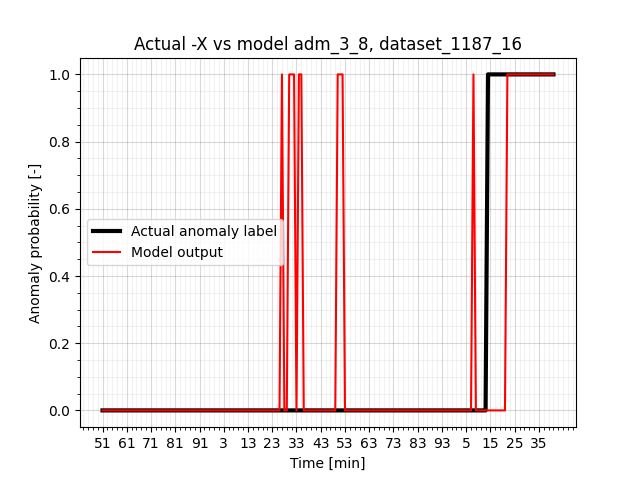 Actual -X vs model adm_3_8, dataset_1187_16
Anomaly probability [-]
1.0
0.8
0.6
0.4
0.2
0.0
Actual anomaly label
Model output
51 61 71 81 91 3 13 23 33 43 53 63 73 83 93 5 15 25 35
Time [min]